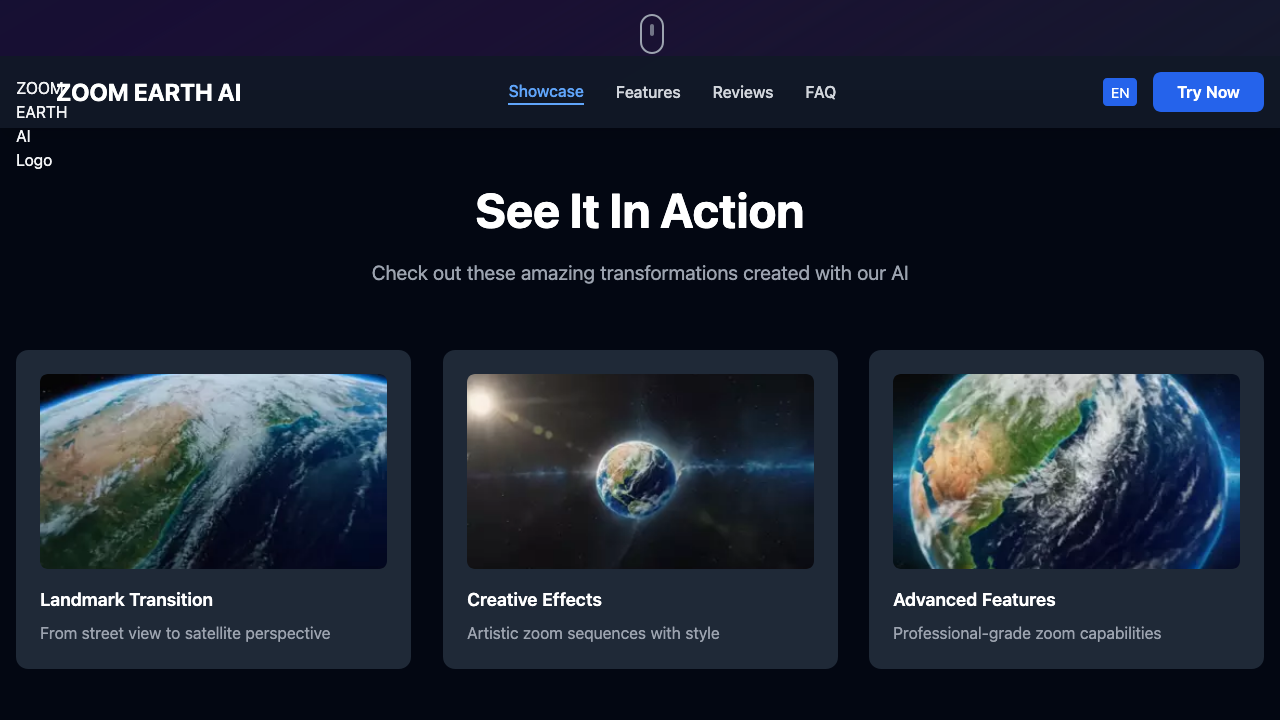 ZOOM
EARTH
AI
Logo
ZOOM EARTH AI
Showcase
Features
Reviews
FAQ
EN
Try Now
See It In Action
Check out these amazing transformations created with our AI
Landmark Transition
From street view to satellite perspective
Creative Effects
Artistic zoom sequences with style
Advanced Features
Professional-grade zoom capabilities